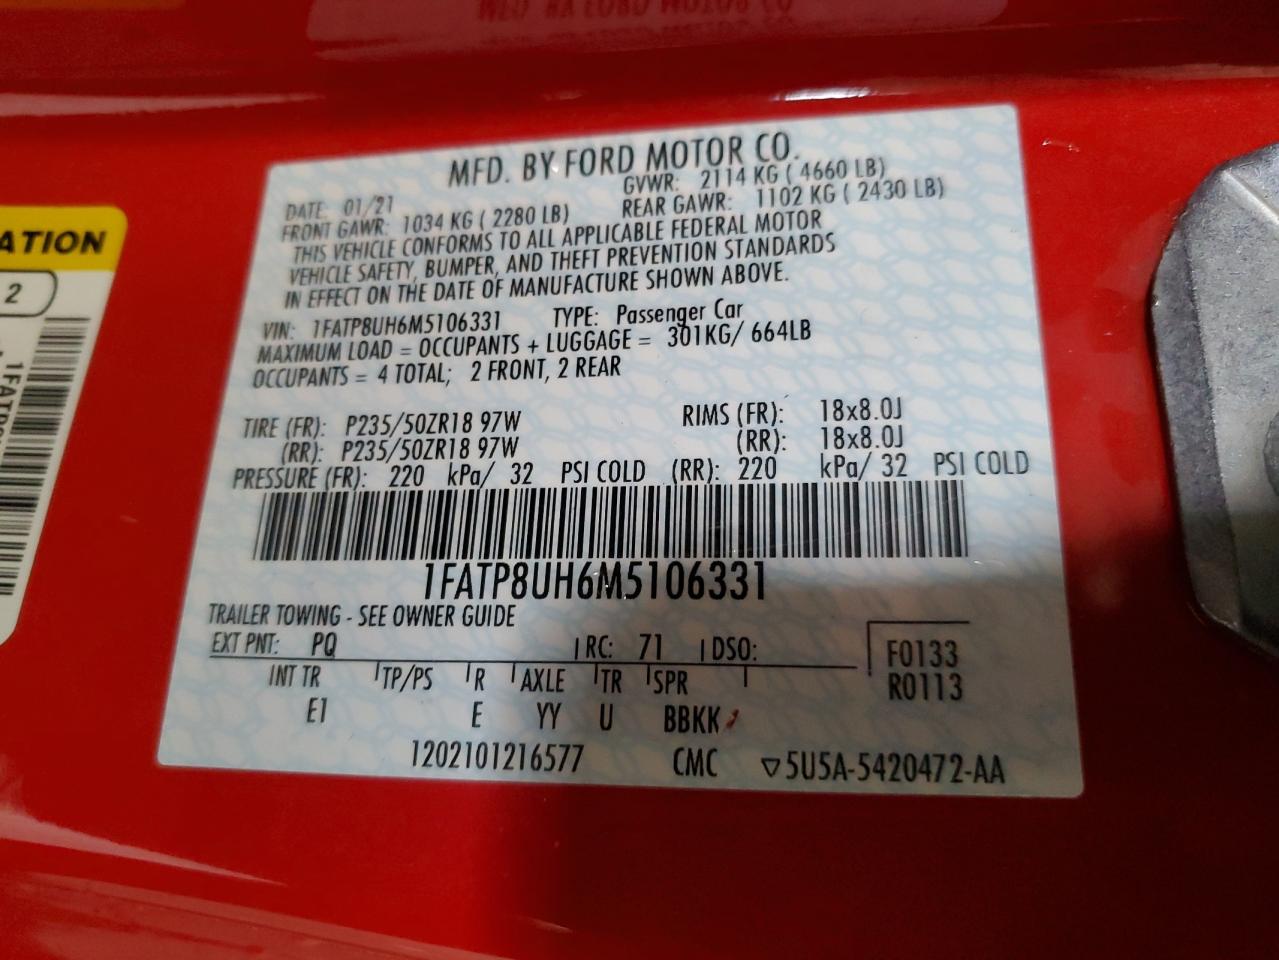 MFD. BY FORD MOTOR CO.
DATE: 01/21 GVWR: 2114 KG ( 4660 LB)
FRONT GAWR: 1034 KG ( 2280 LB) REAR GAWR: 1102 KG ( 2430 LB)
THIS VEHICLE CONFORMS TO ALL APPLICABLE FEDERAL MOTOR
VEHICLE SAFETY, BUMPER, AND THEFT PREVENTION STANDARDS
IN EFFECT ON THE DATE OF MANUFACTURE SHOWN ABOVE.
VIN: 1FATP8UH6M5106331 TYPE: Passenger Car
MAXIMUM LOAD = OCCUPANTS + LUGGAGE = 301KG/ 664LB
OCCUPANTS = 4 TOTAL; 2 FRONT, 2 REAR
TIRE (FR): P235/50ZR18 97W RIMS (FR): 18x8.0J
(RR): P235/50ZR18 97W (RR): 18x8.0J
PRESSURE (FR): 220 kPa/ 32 PSI COLD (RR): 220 kPa/ 32 PSI COLD
1FATP8UH6M5106331
TRAILER TOWING - SEE OWNER GUIDE
EXT PNT: PQ RC: 71 DSO: F0133
R0113
INT TR TP/PS R AXLE TR SPR
E1 E YY U BBKK
1202101216577 CMC ▽5U5A-5420472-AA
ATION
2